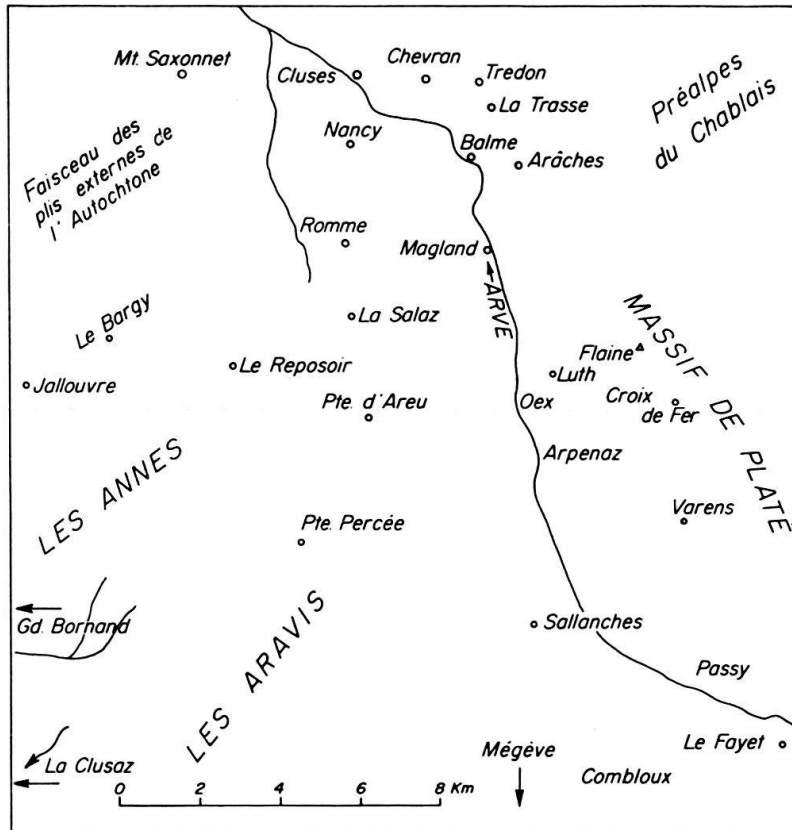 Mt. Saxonnet
Cluses
Chevran
Tredon
La Trasse
Préalpes
du Chablais
Faisceau des
plis externes de
l'Autochtone
Nancy
Balme
Arâches
Romme
Magland
ARVE
Le Bargy
La Salaz
MASSIF DE PLATÉ
Flaine
Jallouvre
Le Reposoir
Luth
Pte. d'Areu
Oex
Croix
de Fer
Arpenaz
LES ANNES
Pte. Percée
Varens
Gd. Bornand
LES ARAVIS
Sallanches
Passy
La Clusaz
Mégève
Le Fayet
Combloux
0 2 4 6 8 Km